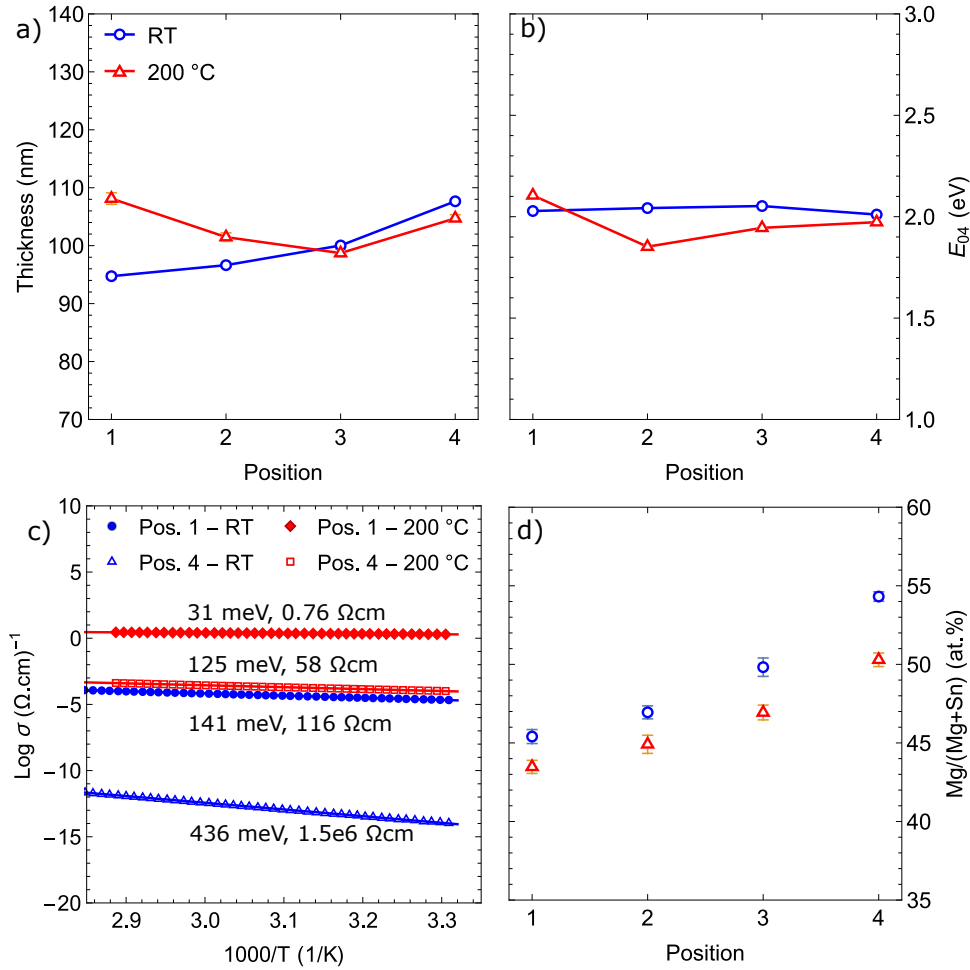 a)
140
130
120
110
100
90
80
70
Thickness (nm)
RT
200 °C
1 2 3 4
Position
b)
3.0
2.5
2.0
1.5
1.0
E04 (eV)
1 2 3 4
Position
c)
10
5
0
−5
−10
−15
−20
Log σ (Ω.cm)⁻¹
Pos. 1 – RT
Pos. 1 – 200 °C
Pos. 4 – RT
Pos. 4 – 200 °C
31 meV, 0.76 Ωcm
125 meV, 58 Ωcm
141 meV, 116 Ωcm
436 meV, 1.5e6 Ωcm
2.9 3.0 3.1 3.2 3.3
1000/T (1/K)
d)
60
55
50
45
40
35
Mg/(Mg+Sn) (at.%)
1 2 3 4
Position